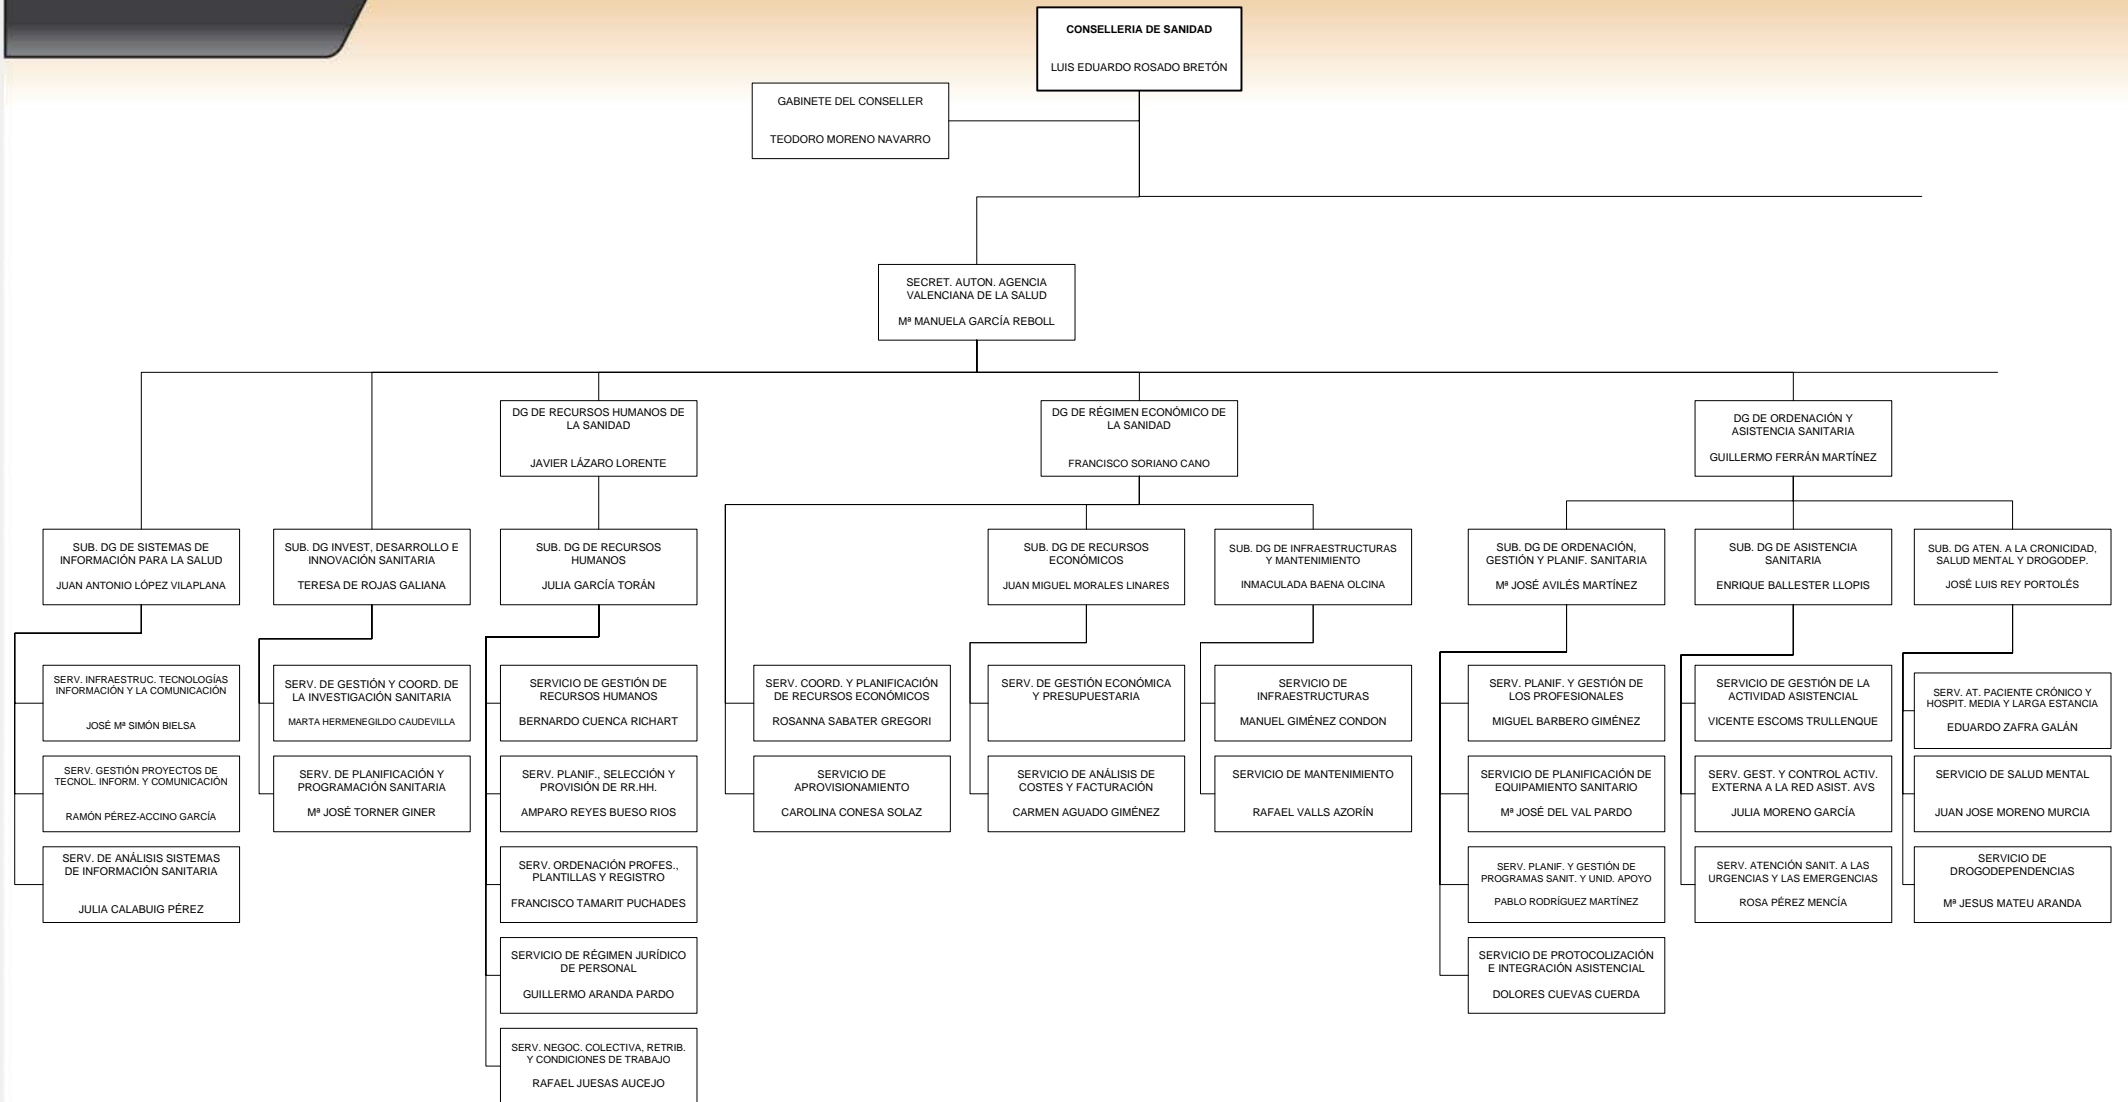 CONSELLERIA DE SANIDAD
LUIS EDUARDO ROSADO BRETÓN
GABINETE DEL CONSELLER
TEODORO MORENO NAVARRO
SECRET. AUTON. AGENCIA
VALENCIANA DE LA SALUD
Mª MANUELA GARCÍA REBOLL
DG DE RECURSOS HUMANOS DE
LA SANIDAD
JAVIER LÁZARO LORENTE
DG DE RÉGIMEN ECONÓMICO DE
LA SANIDAD
FRANCISCO SORIANO CANO
DG DE ORDENACIÓN Y
ASISTENCIA SANITARIA
GUILLERMO FERRÁN MARTÍNEZ
SUB. DG DE SISTEMAS DE
INFORMACIÓN PARA LA SALUD
JUAN ANTONIO LÓPEZ VILAPLANA
SUB. DG INVEST, DESARROLLO E
INNOVACIÓN SANITARIA
TERESA DE ROJAS GALIANA
SUB. DG DE RECURSOS
HUMANOS
JULIA GARCÍA TORÁN
SUB. DG DE RECURSOS
ECONÓMICOS
JUAN MIGUEL MORALES LINARES
SUB. DG DE INFRAESTRUCTURAS
Y MANTENIMIENTO
INMACULADA BAENA OLCINA
SUB. DG DE ORDENACIÓN,
GESTIÓN Y PLANIF. SANITARIA
Mª JOSÉ AVILÉS MARTÍNEZ
SUB. DG DE ASISTENCIA
SANITARIA
ENRIQUE BALLESTER LLOPIS
SUB. DG ATEN. A LA CRONICIDAD,
SALUD MENTAL Y DROGODEP.
JOSÉ LUIS REY PORTOLÉS
SERV. INFRAESTRUC. TECNOLOGÍAS
INFORMACIÓN Y LA COMUNICACIÓN
JOSÉ Mª SIMÓN BIELSA
SERV. DE GESTIÓN Y COORD. DE
LA INVESTIGACIÓN SANITARIA
MARTA HERMENEGILDO CAUDEVILLA
SERVICIO DE GESTIÓN DE
RECURSOS HUMANOS
BERNARDO CUENCA RICHART
SERV. COORD. Y PLANIFICACIÓN
DE RECURSOS ECONÓMICOS
ROSANNA SABATER GREGORI
SERV. DE GESTIÓN ECONÓMICA
Y PRESUPUESTARIA
SERVICIO DE
INFRAESTRUCTURAS
MANUEL GIMÉNEZ CONDON
SERV. PLANIF. Y GESTIÓN DE
LOS PROFESIONALES
MIGUEL BARBERO GIMÉNEZ
SERVICIO DE GESTIÓN DE LA
ACTIVIDAD ASISTENCIAL
VICENTE ESCOMS TRULLENQUE
SERV. AT. PACIENTE CRÓNICO Y
HOSPIT. MEDIA Y LARGA ESTANCIA
EDUARDO ZAFRA GALÁN
SERV. GESTIÓN PROYECTOS DE
TECNOL. INFORM. Y COMUNICACIÓN
RAMÓN PÉREZ-ACCINO GARCÍA
SERV. DE PLANIFICACIÓN Y
PROGRAMACIÓN SANITARIA
Mª JOSÉ TORNER GINER
SERV. PLANIF., SELECCIÓN Y
PROVISIÓN DE RR.HH.
AMPARO REYES BUESO RIOS
SERVICIO DE
APROVISIONAMIENTO
CAROLINA CONESA SOLAZ
SERVICIO DE ANÁLISIS DE
COSTES Y FACTURACIÓN
CARMEN AGUADO GIMÉNEZ
SERVICIO DE MANTENIMIENTO
RAFAEL VALLS AZORÍN
SERVICIO DE PLANIFICACIÓN DE
EQUIPAMIENTO SANITARIO
Mª JOSÉ DEL VAL PARDO
SERV. GEST. Y CONTROL ACTIV.
EXTERNA A LA RED ASIST. AVS
JULIA MORENO GARCÍA
SERVICIO DE SALUD MENTAL
JUAN JOSE MORENO MURCIA
SERV. DE ANÁLISIS SISTEMAS
DE INFORMACIÓN SANITARIA
JULIA CALABUIG PÉREZ
SERV. ORDENACIÓN PROFES.,
PLANTILLAS Y REGISTRO
FRANCISCO TAMARIT PUCHADES
SERV. PLANIF. Y GESTIÓN DE
PROGRAMAS SANIT. Y UNID. APOYO
PABLO RODRÍGUEZ MARTÍNEZ
SERV. ATENCIÓN SANIT. A LAS
URGENCIAS Y LAS EMERGENCIAS
ROSA PÉREZ MENCÍA
SERVICIO DE
DROGODEPENDENCIAS
Mª JESUS MATEU ARANDA
SERVICIO DE RÉGIMEN JURÍDICO
DE PERSONAL
GUILLERMO ARANDA PARDO
SERVICIO DE PROTOCOLIZACIÓN
E INTEGRACIÓN ASISTENCIAL
DOLORES CUEVAS CUERDA
SERV. NEGOC. COLECTIVA, RETRIB.
Y CONDICIONES DE TRABAJO
RAFAEL JUESAS AUCEJO